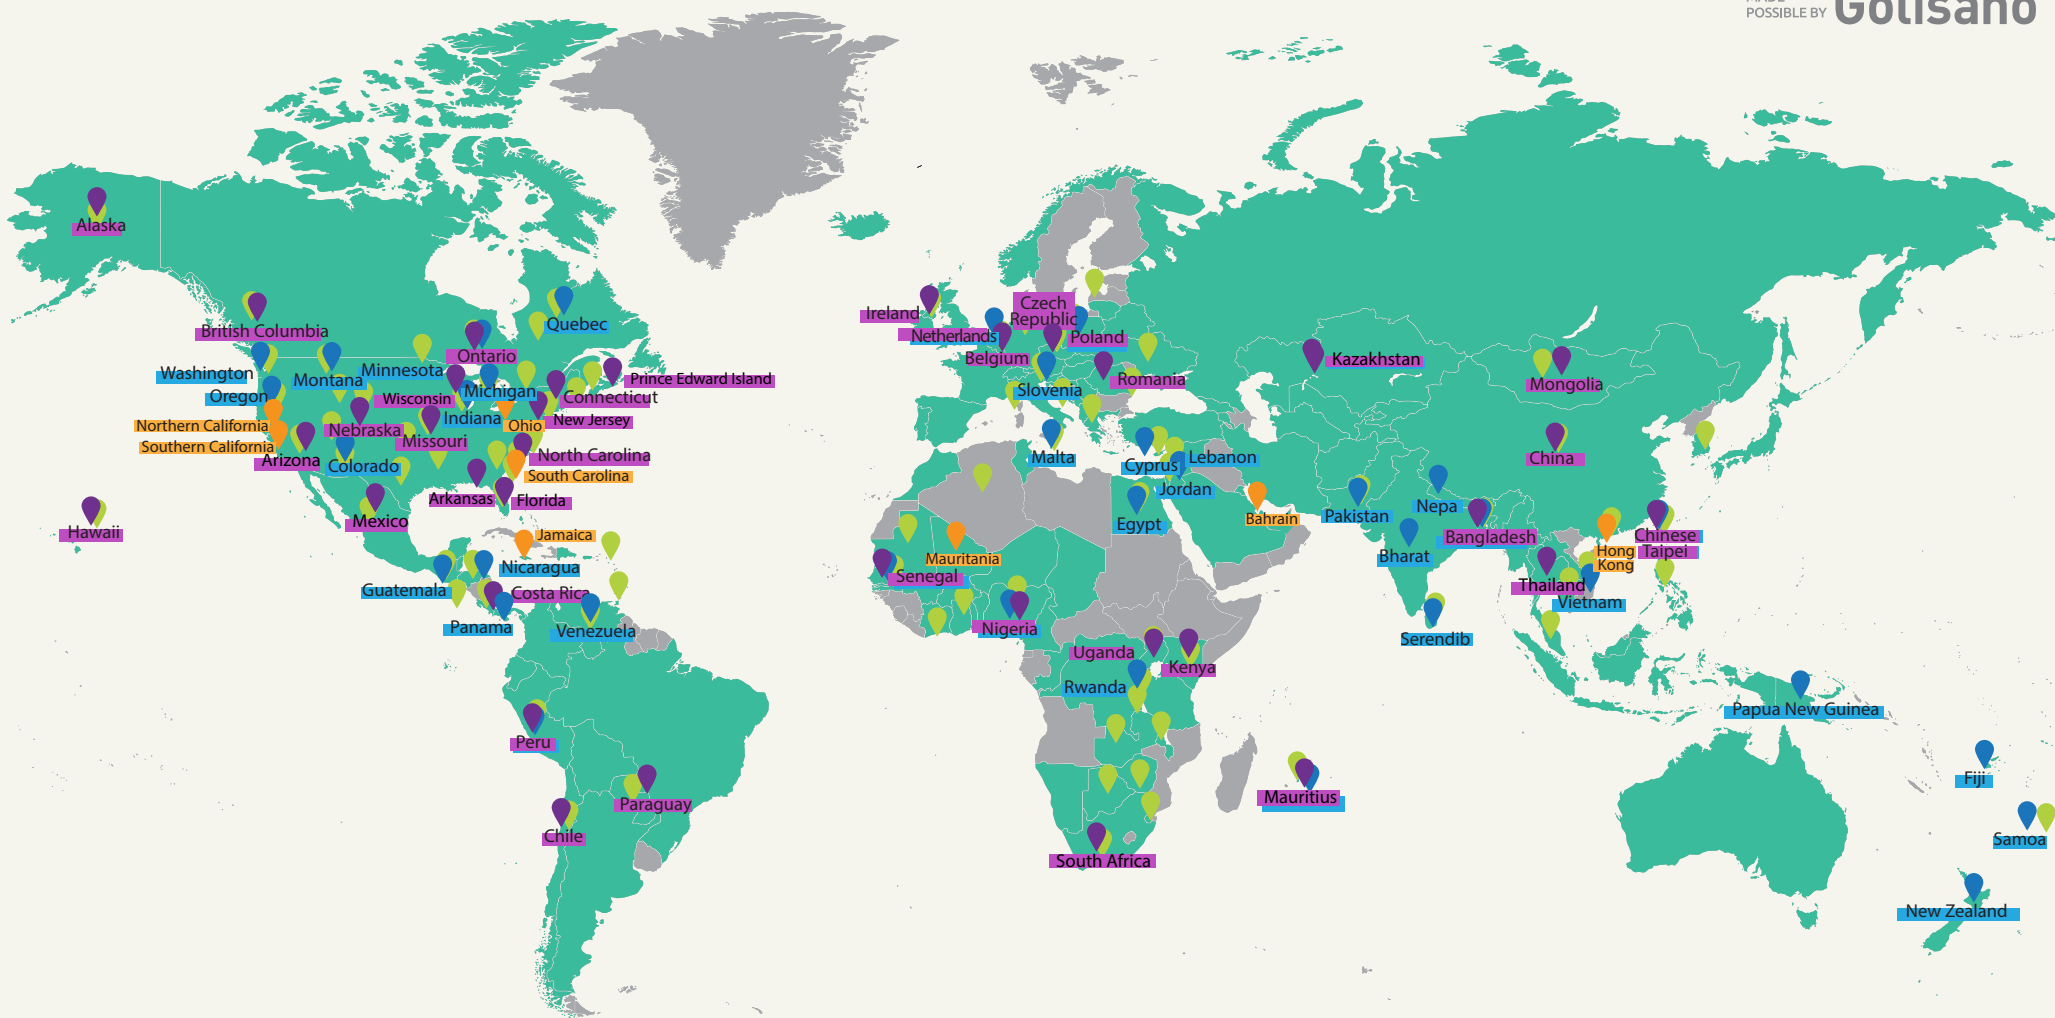 POSSIBLE BY Golisano
Alaska
British Columbia
Washington
Oregon
Northern California
Southern California
Arizona
Hawaii
Montana
Minnesota
Wisconsin
Nebraska
Missouri
Colorado
Mexico
Ontario
Quebec
Michigan
Indiana
Ohio
Prince Edward Island
Connecticut
New Jersey
North Carolina
South Carolina
Arkansas
Florida
Jamaica
Nicaragua
Guatemala
Costa Rica
Panama
Venezuela
Peru
Paraguay
Chile
Ireland
Netherlands
Czech
Republic
Poland
Belgium
Slovenia
Romania
Malta
Cyprus
Lebanon
Jordan
Egypt
Bahrain
Mauritania
Senegal
Nigeria
Uganda
Kenya
Rwanda
Mauritius
South Africa
Kazakhstan
Mongolia
China
Pakistan
Nepa
Bharat
Bangladesh
Serendib
Hong
Kong
Chinese
Taipei
Thailand
Vietnam
Papua New Guinea
Fiji
Samoa
New Zealand